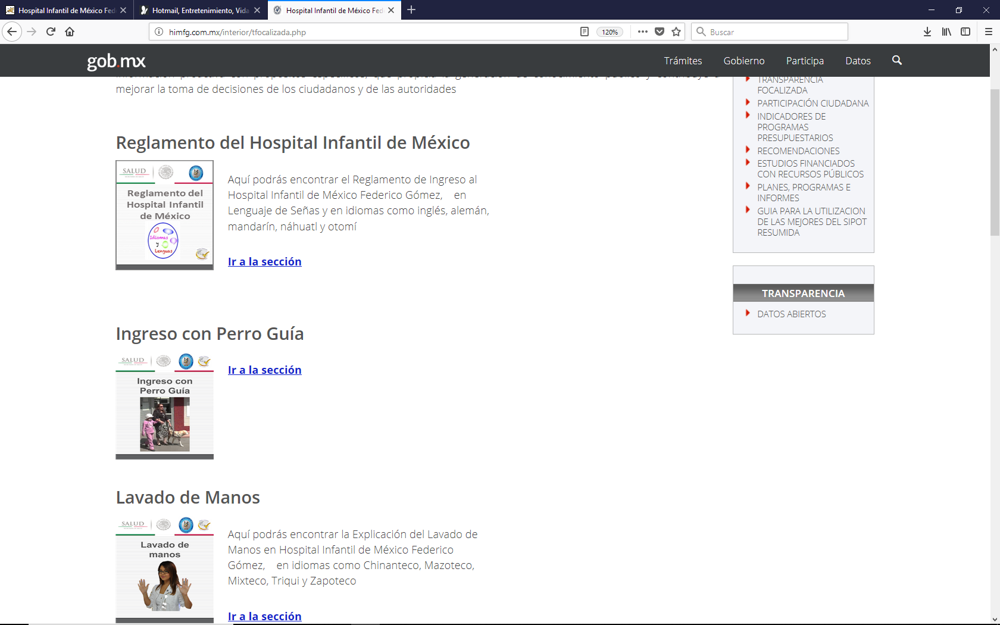 Hospital Infantil de México Fed
Hotmail, Entretenimiento, Vida
Hospital Infantil de México Fed
himfg.com.mx/interior/tfocalizada.php
120%
Buscar
gob.mx
Trámites
Gobierno
Participa
Datos
mejorar la toma de decisiones de los ciudadanos y de las autoridades
Reglamento del Hospital Infantil de México
SALUD
Reglamento del
Hospital Infantil
de México
Idiomas
y
Lenguas
Aquí podrás encontrar el Reglamento de Ingreso al
Hospital Infantil de México Federico Gómez, en
Lenguaje de Señas y en idiomas como inglés, alemán,
mandarín, náhuatl y otomí
Ir a la sección
Ingreso con Perro Guía
SALUD
Ingreso con
Perro Guía
Ir a la sección
Lavado de Manos
SALUD
Lavado de
manos
Aquí podrás encontrar la Explicación del Lavado de
Manos en Hospital Infantil de México Federico
Gómez, en idiomas como Chinanteco, Mazoteco,
Mixteco, Triqui y Zapoteco
Ir a la sección
TRANSPARENCIA
FOCALIZADA
PARTICIPACIÓN CIUDADANA
INDICADORES DE
PROGRAMAS
PRESUPUESTARIOS
RECOMENDACIONES
ESTUDIOS FINANCIADOS
CON RECURSOS PÚBLICOS
PLANES, PROGRAMAS E
INFORMES
GUIA PARA LA UTILIZACION
DE LAS MEJORES DEL SIPOT
RESUMIDA
TRANSPARENCIA
DATOS ABIERTOS